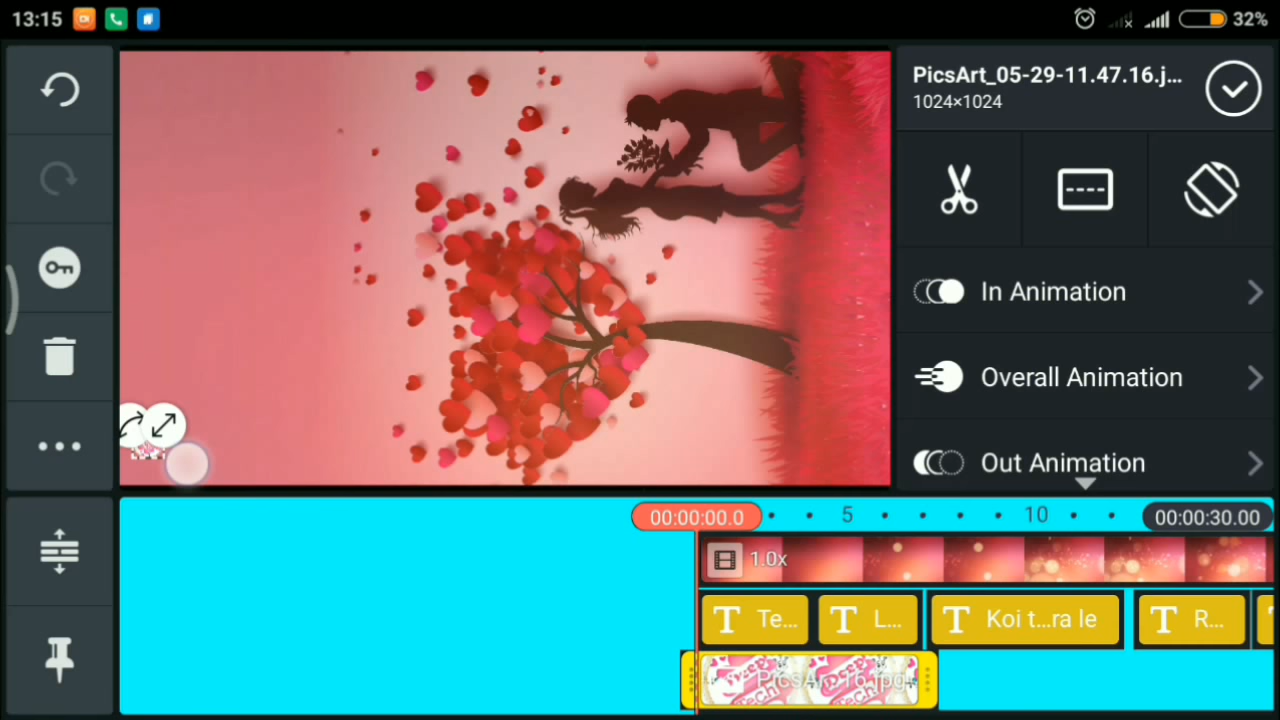 13:15
32%
PicsArt_05-29-11.47.16.j...
1024×1024
In Animation
Overall Animation
Out Animation
00:00:00.0
5
10
00:00:30.00
1.0x
T Te... T L... T Koi t...ra le T R... T